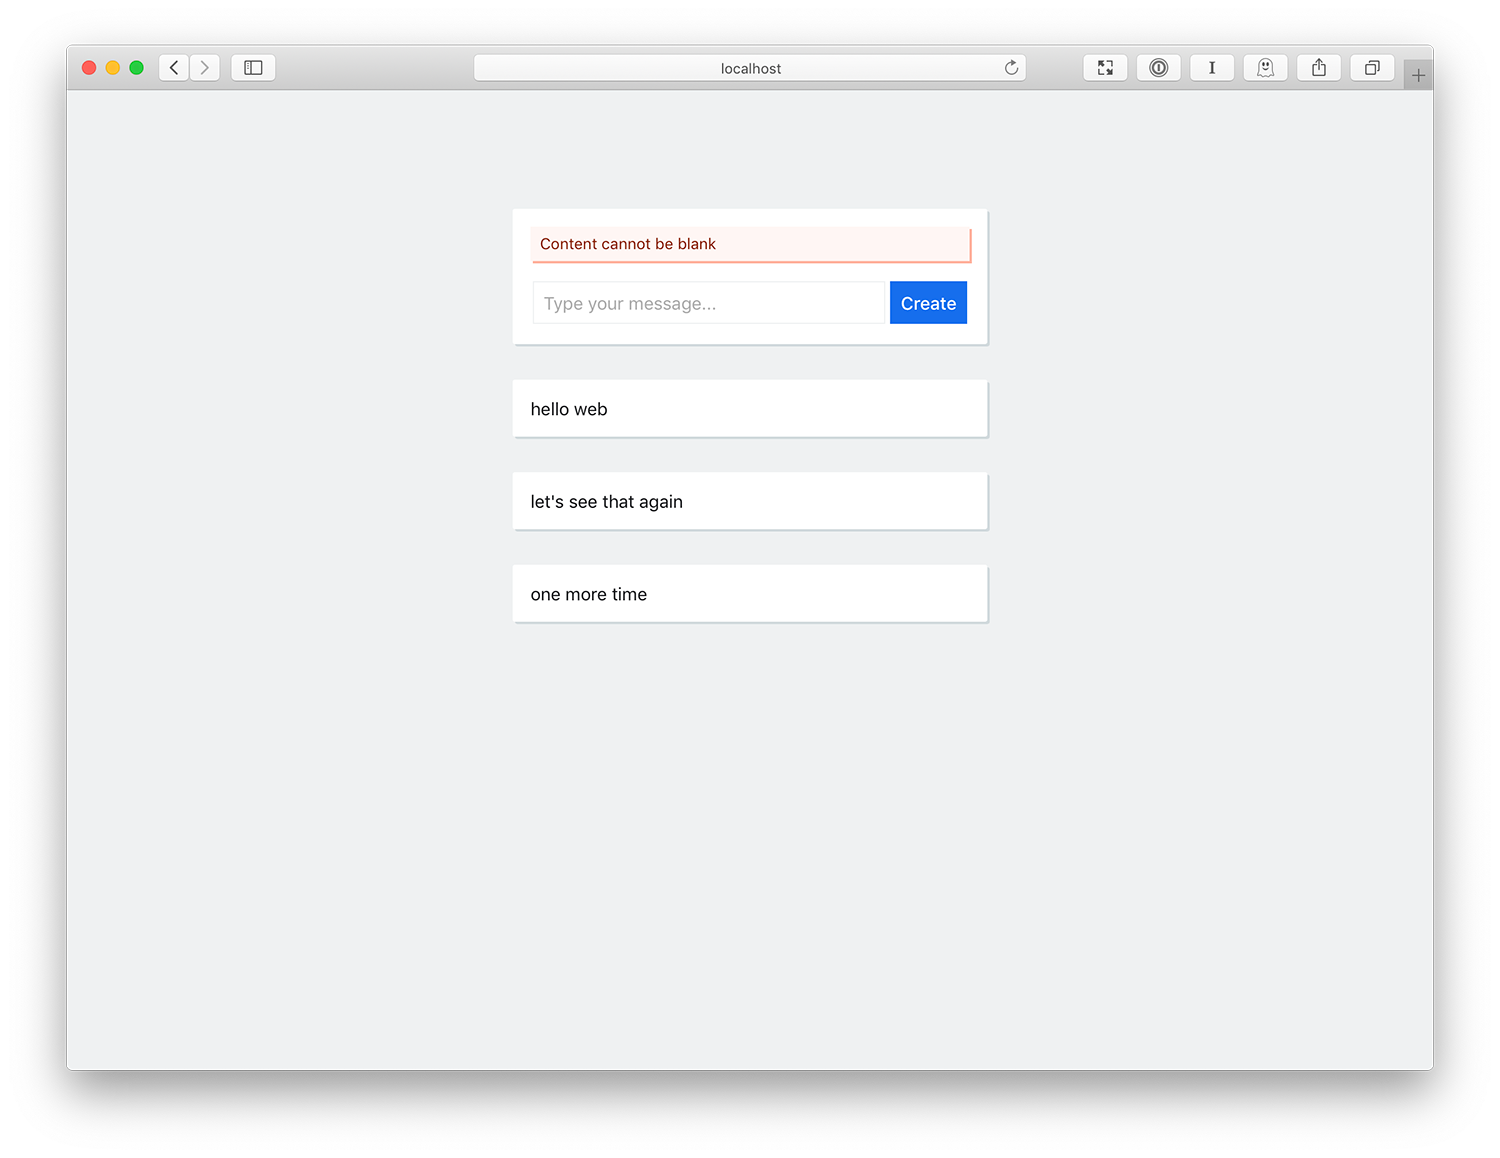 localhost
Content cannot be blank
Type your message...
Create
hello web
let's see that again
one more time